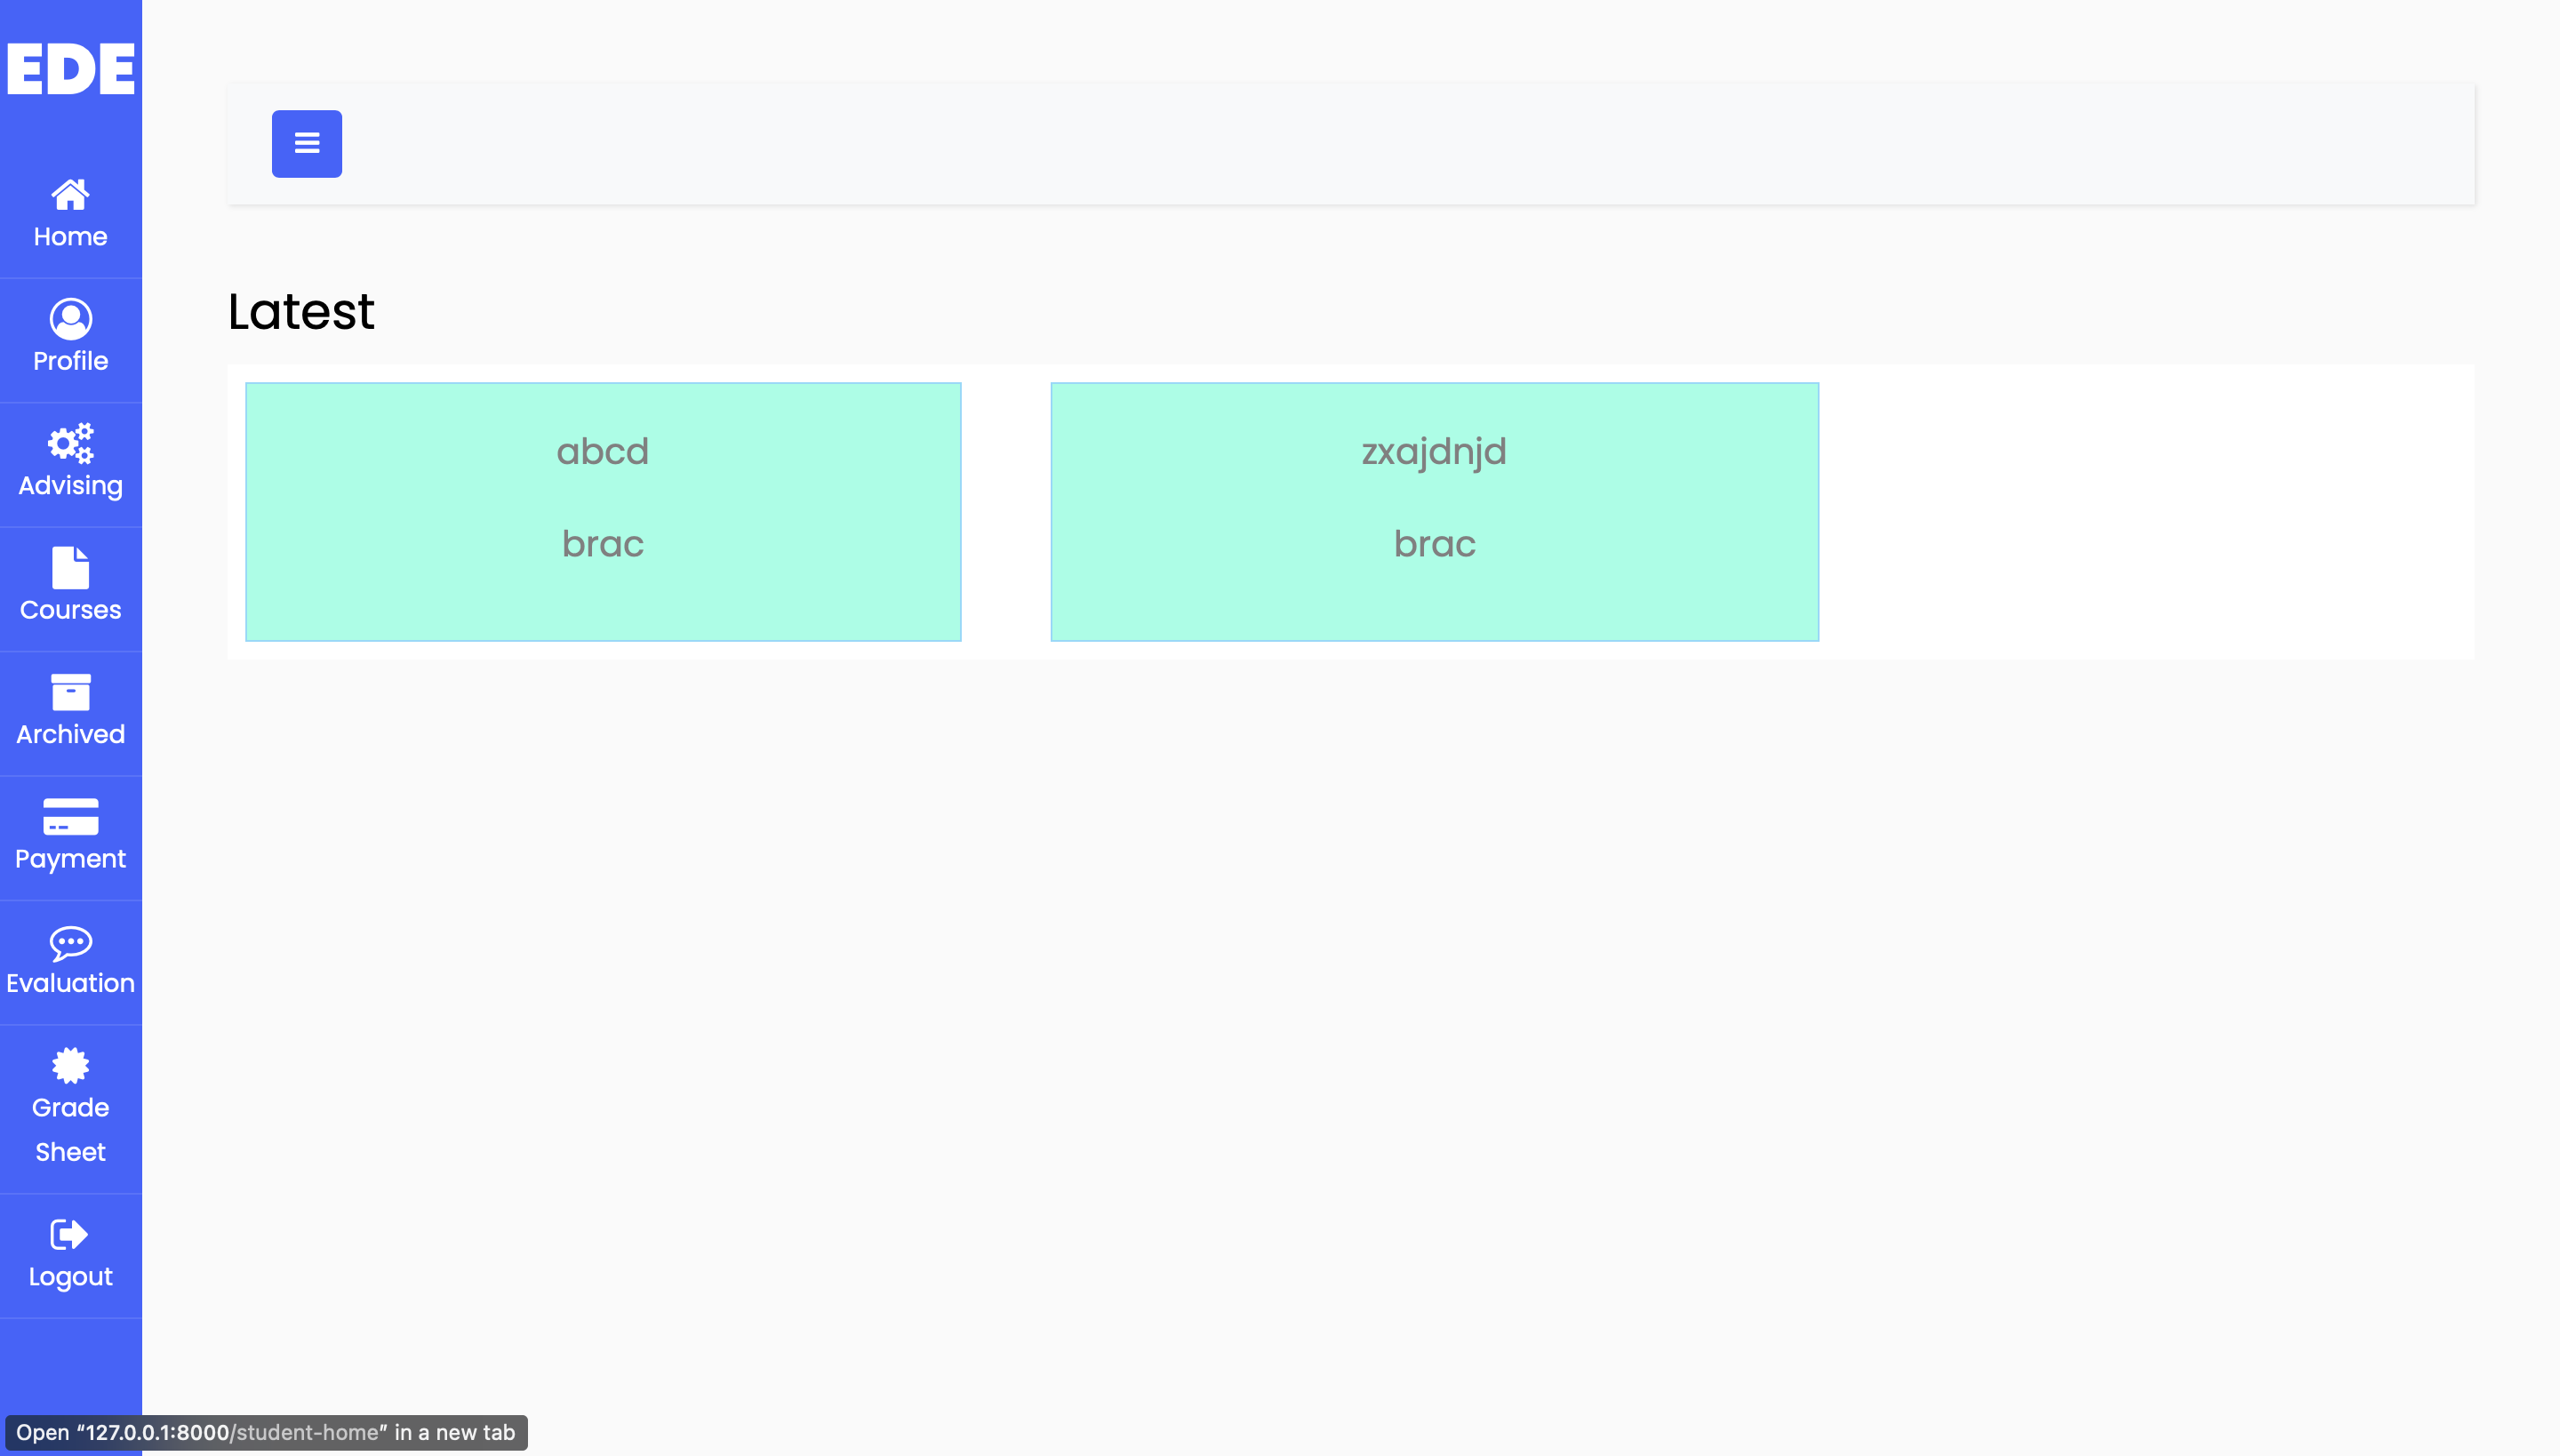 EDE
Home
Profile
Advising
Courses
Archived
Payment
Evaluation
Grade
Sheet
Logout
Latest
abcd
brac
zxajdnjd
brac
Open “127.0.0.1:8000/student-home” in a new tab